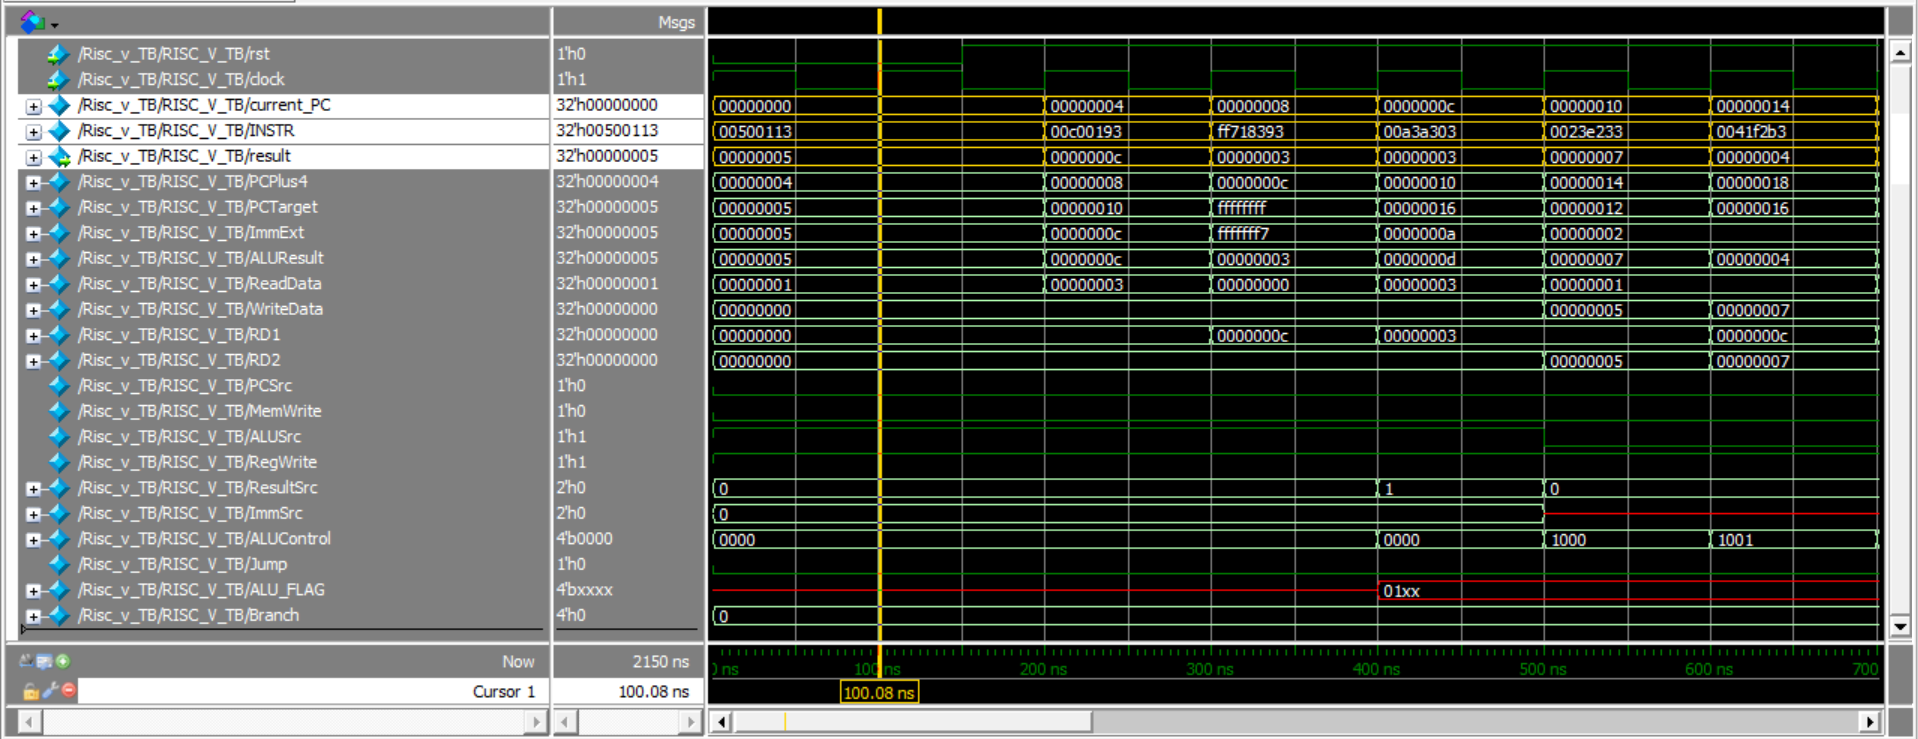 Msgs
/Risc_v_TB/RISC_V_TB/rst 1'h0
/Risc_v_TB/RISC_V_TB/clock 1'h1
/Risc_v_TB/RISC_V_TB/current_PC 32'h00000000 00000000 00000004 00000008 0000000c 00000010 00000014
/Risc_v_TB/RISC_V_TB/INSTR 32'h00500113 00500113 00c00193 ff718393 00a3a303 0023e233 0041f2b3
/Risc_v_TB/RISC_V_TB/result 32'h00000005 00000005 0000000c 00000003 00000003 00000007 00000004
/Risc_v_TB/RISC_V_TB/PCPlus4 32'h00000004 00000004 00000008 0000000c 00000010 00000014 00000018
/Risc_v_TB/RISC_V_TB/PCTarget 32'h00000005 00000005 00000010 ffffffff 00000016 00000012 00000016
/Risc_v_TB/RISC_V_TB/ImmExt 32'h00000005 00000005 0000000c fffffff7 0000000a 00000002
/Risc_v_TB/RISC_V_TB/ALUResult 32'h00000005 00000005 0000000c 00000003 0000000d 00000007 00000004
/Risc_v_TB/RISC_V_TB/ReadData 32'h00000001 00000001 00000003 00000000 00000003 00000001
/Risc_v_TB/RISC_V_TB/WriteData 32'h00000000 00000000 00000005 00000007
/Risc_v_TB/RISC_V_TB/RD1 32'h00000000 00000000 0000000c 00000003 0000000c
/Risc_v_TB/RISC_V_TB/RD2 32'h00000000 00000000 00000005 00000007
/Risc_v_TB/RISC_V_TB/PCSrc 1'h0
/Risc_v_TB/RISC_V_TB/MemWrite 1'h0
/Risc_v_TB/RISC_V_TB/ALUSrc 1'h1
/Risc_v_TB/RISC_V_TB/RegWrite 1'h1
/Risc_v_TB/RISC_V_TB/ResultSrc 2'h0 0 1 0
/Risc_v_TB/RISC_V_TB/ImmSrc 2'h0 0
/Risc_v_TB/RISC_V_TB/ALUControl 4'b0000 0000 0000 1000 1001
/Risc_v_TB/RISC_V_TB/Jump 1'h0
/Risc_v_TB/RISC_V_TB/ALU_FLAG 4'bxxxx 01xx
/Risc_v_TB/RISC_V_TB/Branch 4'h0 0
Now 2150 ns ns 100 ns 200 ns 300 ns 400 ns 500 ns 600 ns 700
Cursor 1 100.08 ns 100.08 ns